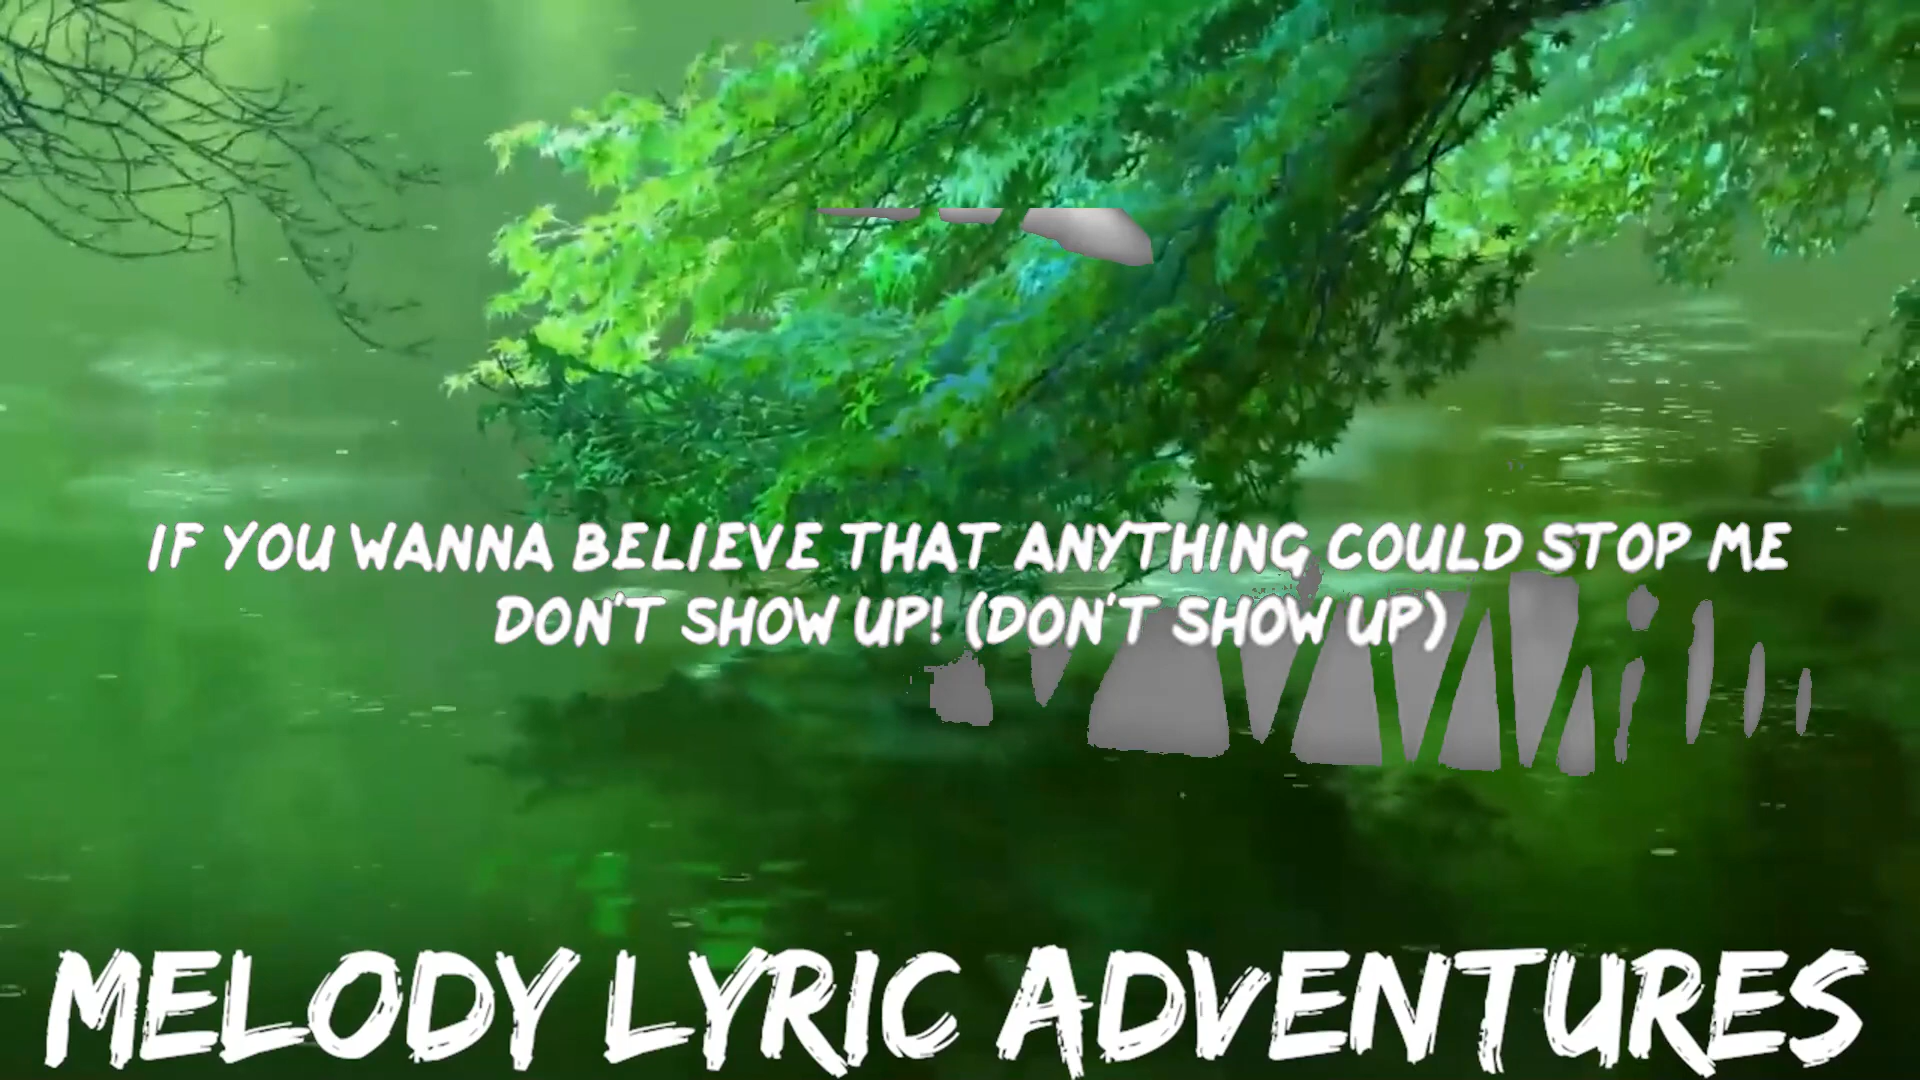 IF YOU WANNA BELIEVE THAT ANYTHING COULD STOP ME
DON'T SHOW UP! (DON'T SHOW UP)
MELODY LYRIC ADVENTURES